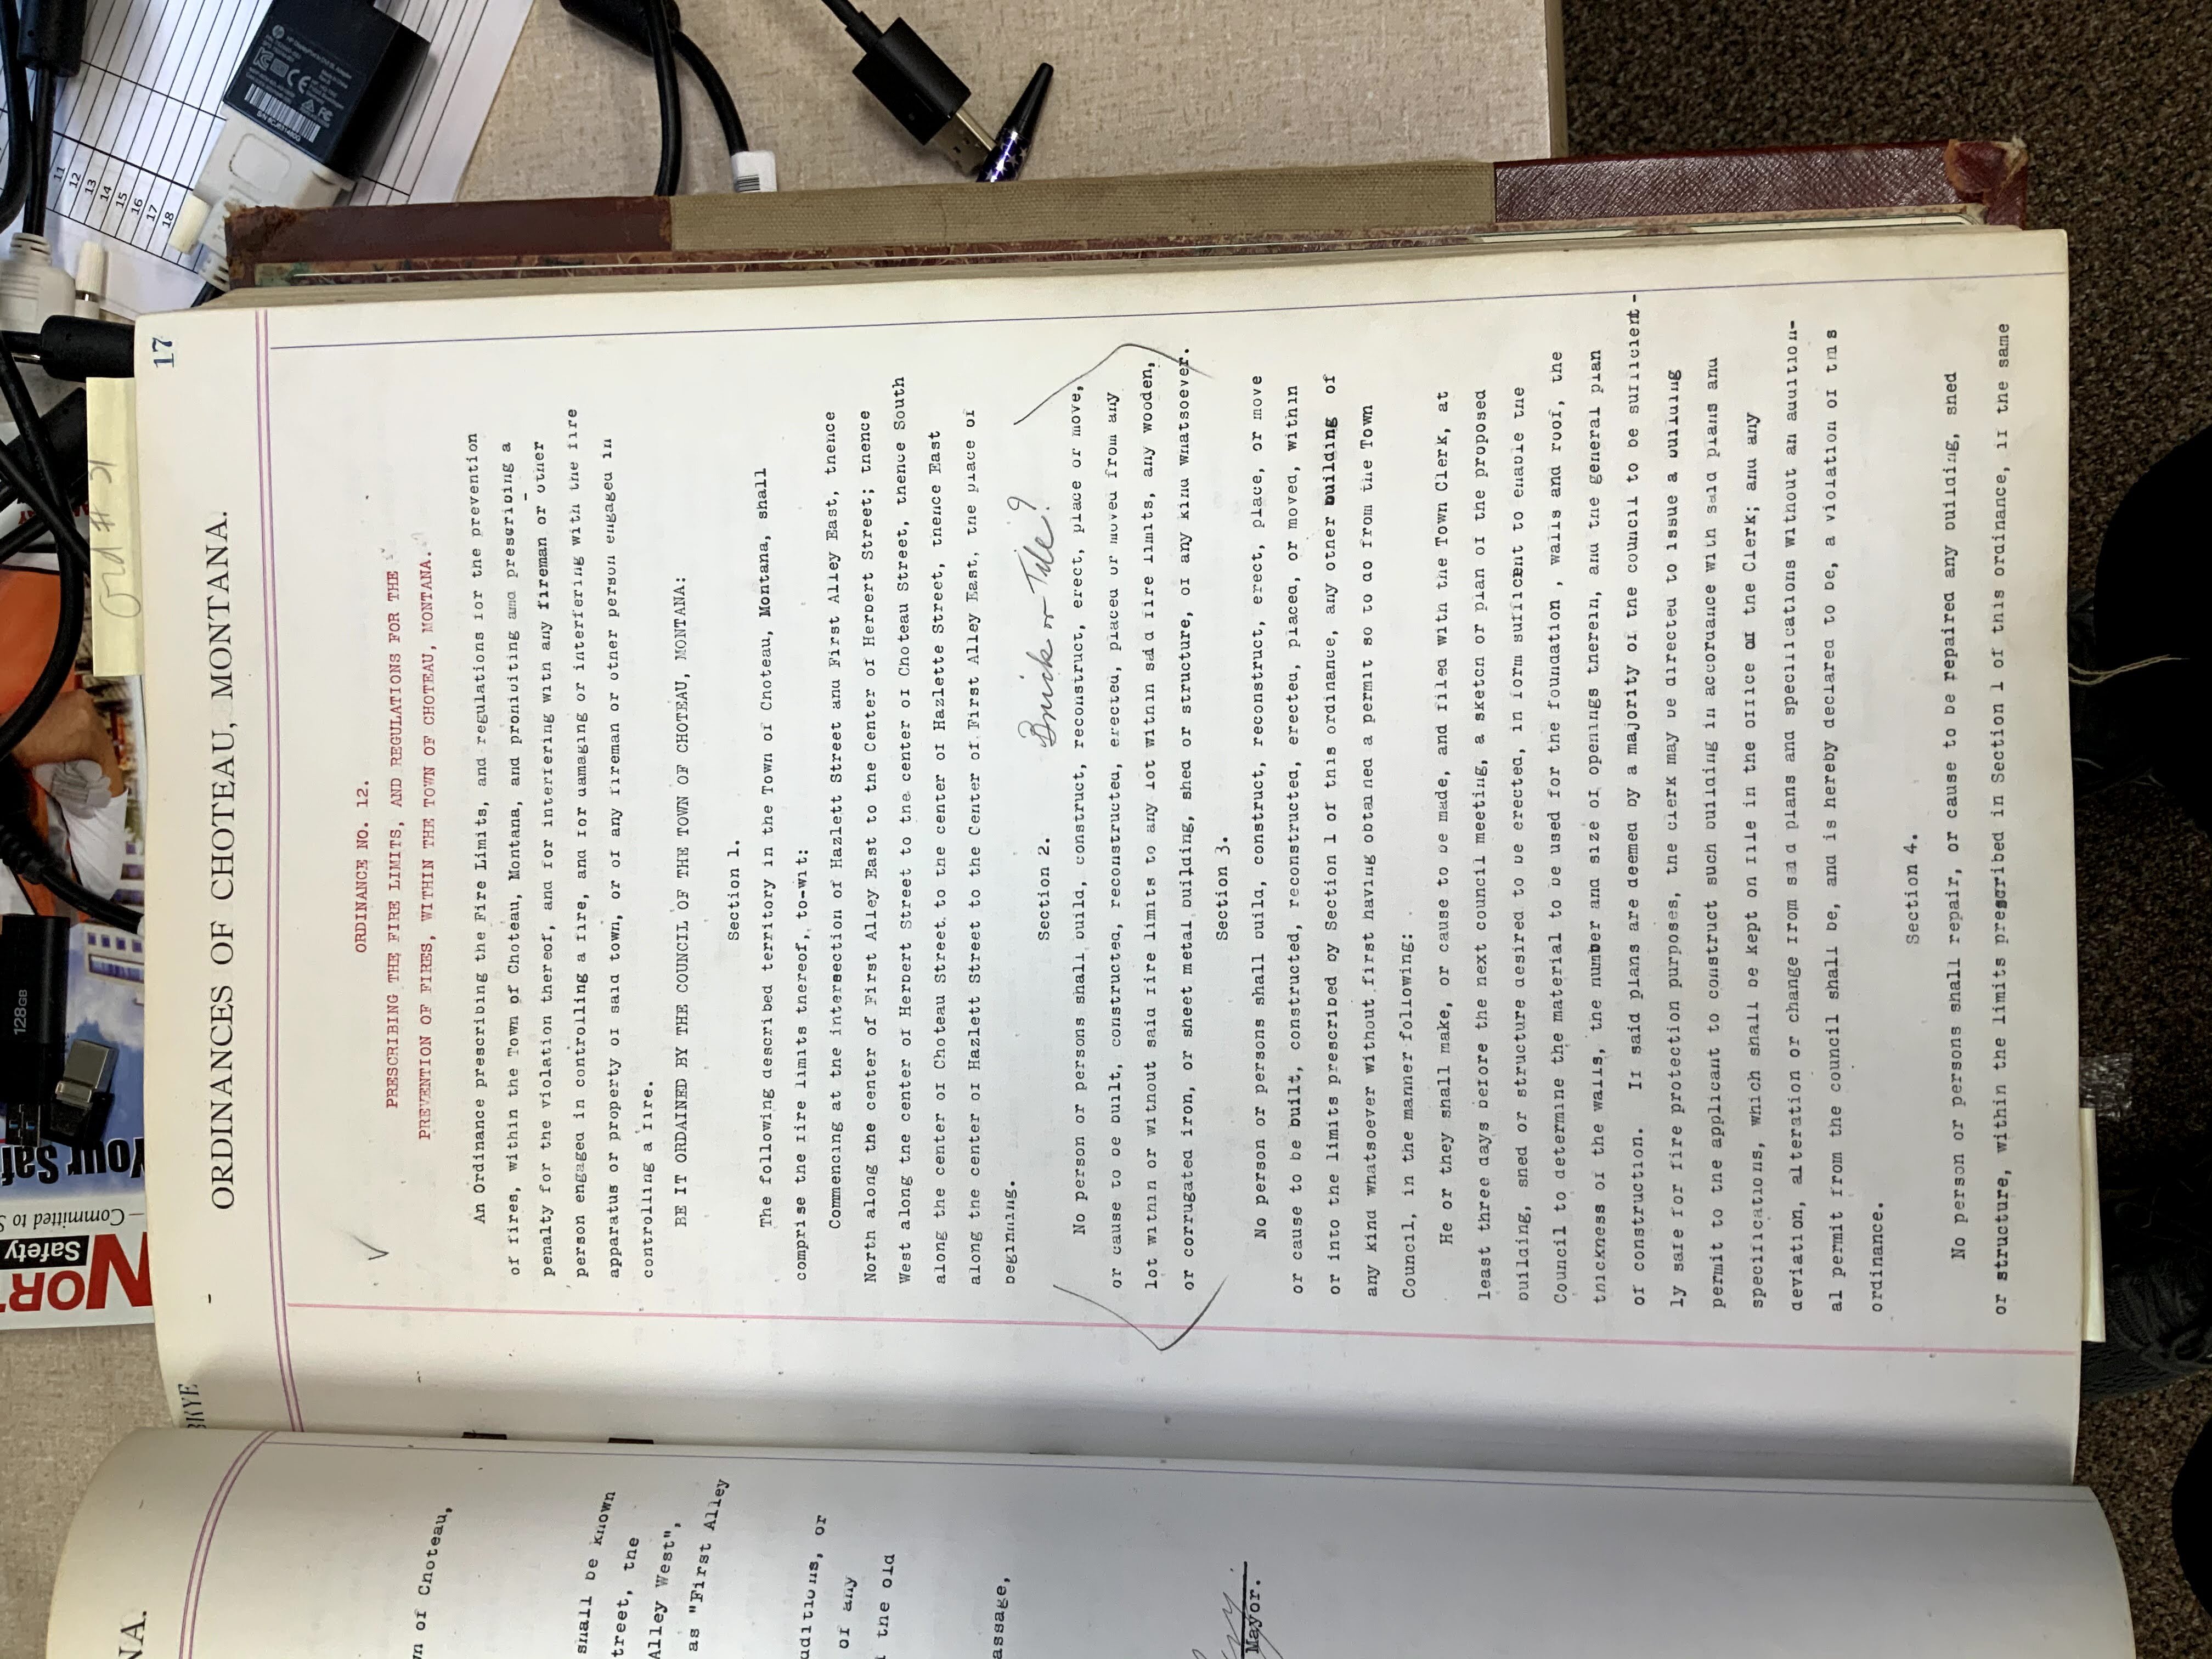 NORT
Safety
— Committed to S
Your Saf
128GB
Ord # 31
11
12
13
14
15
16
17
18
NA.
wn of Choteau,
shall be known
treet, the
Alley West",
as "First Alley
uditions, or
of any
the old
assage,
Mayor.
BKYE
17
ORDINANCES OF CHOTEAU, MONTANA.
ORDINANCE NO. 12.
PRESCRIBING THE FIRE LIMITS, AND REGULATIONS FOR THE
PREVENTION OF FIRES, WITHIN THE TOWN OF CHOTEAU, MONTANA.
An Ordinance prescribing the Fire Limits, and regulations for the prevention
of fires, within the Town of Choteau, Montana, and prohibiting and prescribing a
penalty for the violation thereof, and for interfering with any fireman or other
person engaged in controlling a fire, and for damaging or interfering with the fire
apparatus or property of said town, or of any fireman or other person engaged in
controlling a fire.
BE IT ORDAINED BY THE COUNCIL OF THE TOWN OF CHOTEAU, MONTANA:
Section 1.
The following described territory in the Town of Choteau, Montana, shall
comprise the fire limits thereof, to-wit:
Commencing at the intersection of Hazlett Street and First Alley East, thence
North along the center of First Alley East to the Center of Herbert Street; thence
West along the center of Herbert Street to the center of Choteau Street, thence South
along the center of Choteau Street to the center of Hazlette Street, thence East
along the center of Hazlett Street to the Center of First Alley East, the place of
beginning.
Section 2. Brick or Tile?
No person or persons shall build, construct, reconstruct, erect, place or move,
or cause to be built, constructed, reconstructed, erected, placed or moved from any
lot within or without said fire limits to any lot within said fire limits, any wooden,
or corrugated iron, or sheet metal building, shed or structure, of any kind whatsoever.
Section 3.
No person or persons shall build, construct, reconstruct, erect, place, or move
or cause to be built, constructed, reconstructed, erected, placed, or moved, within
or into the limits prescribed by Section 1 of this ordinance, any other building of
any kind whatsoever without first having obtained a permit so to do from the Town
Council, in the manner following:
He or they shall make, or cause to be made, and filed with the Town Clerk, at
least three days before the next council meeting, a sketch or plan of the proposed
building, shed or structure desired to be erected, in form sufficent to enable the
Council to determine the material to be used for the foundation , walls and roof, the
thickness of the walls, the number and size of openings therein, and the general plan
of construction. If said plans are deemed by a majority of the council to be sufficient-
ly safe for fire protection purposes, the clerk may be directed to issue a building
permit to the applicant to construct such building in accordance with said plans and
specifications, which shall be kept on file in the office of the Clerk; and any
deviation, alteration or change from said plans and specifications without an addition-
al permit from the council shall be, and is hereby declared to be, a violation of this
ordinance.
Section 4.
No person or persons shall repair, or cause to be repaired any building, shed
or structure, within the limits prescribed in Section 1 of this ordinance, if the same